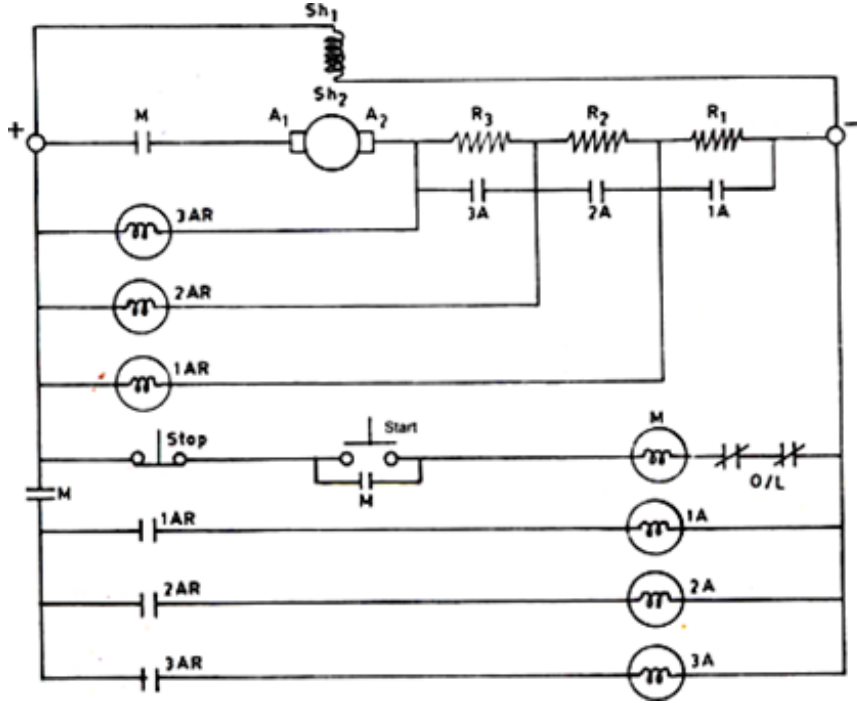 Sh1
Sh2
+ M A1 A2 R3 R2 R1 −
3A 2A 1A
3AR
2AR
1AR
Stop Start M
M M O/L
1AR 1A
2AR 2A
3AR 3A